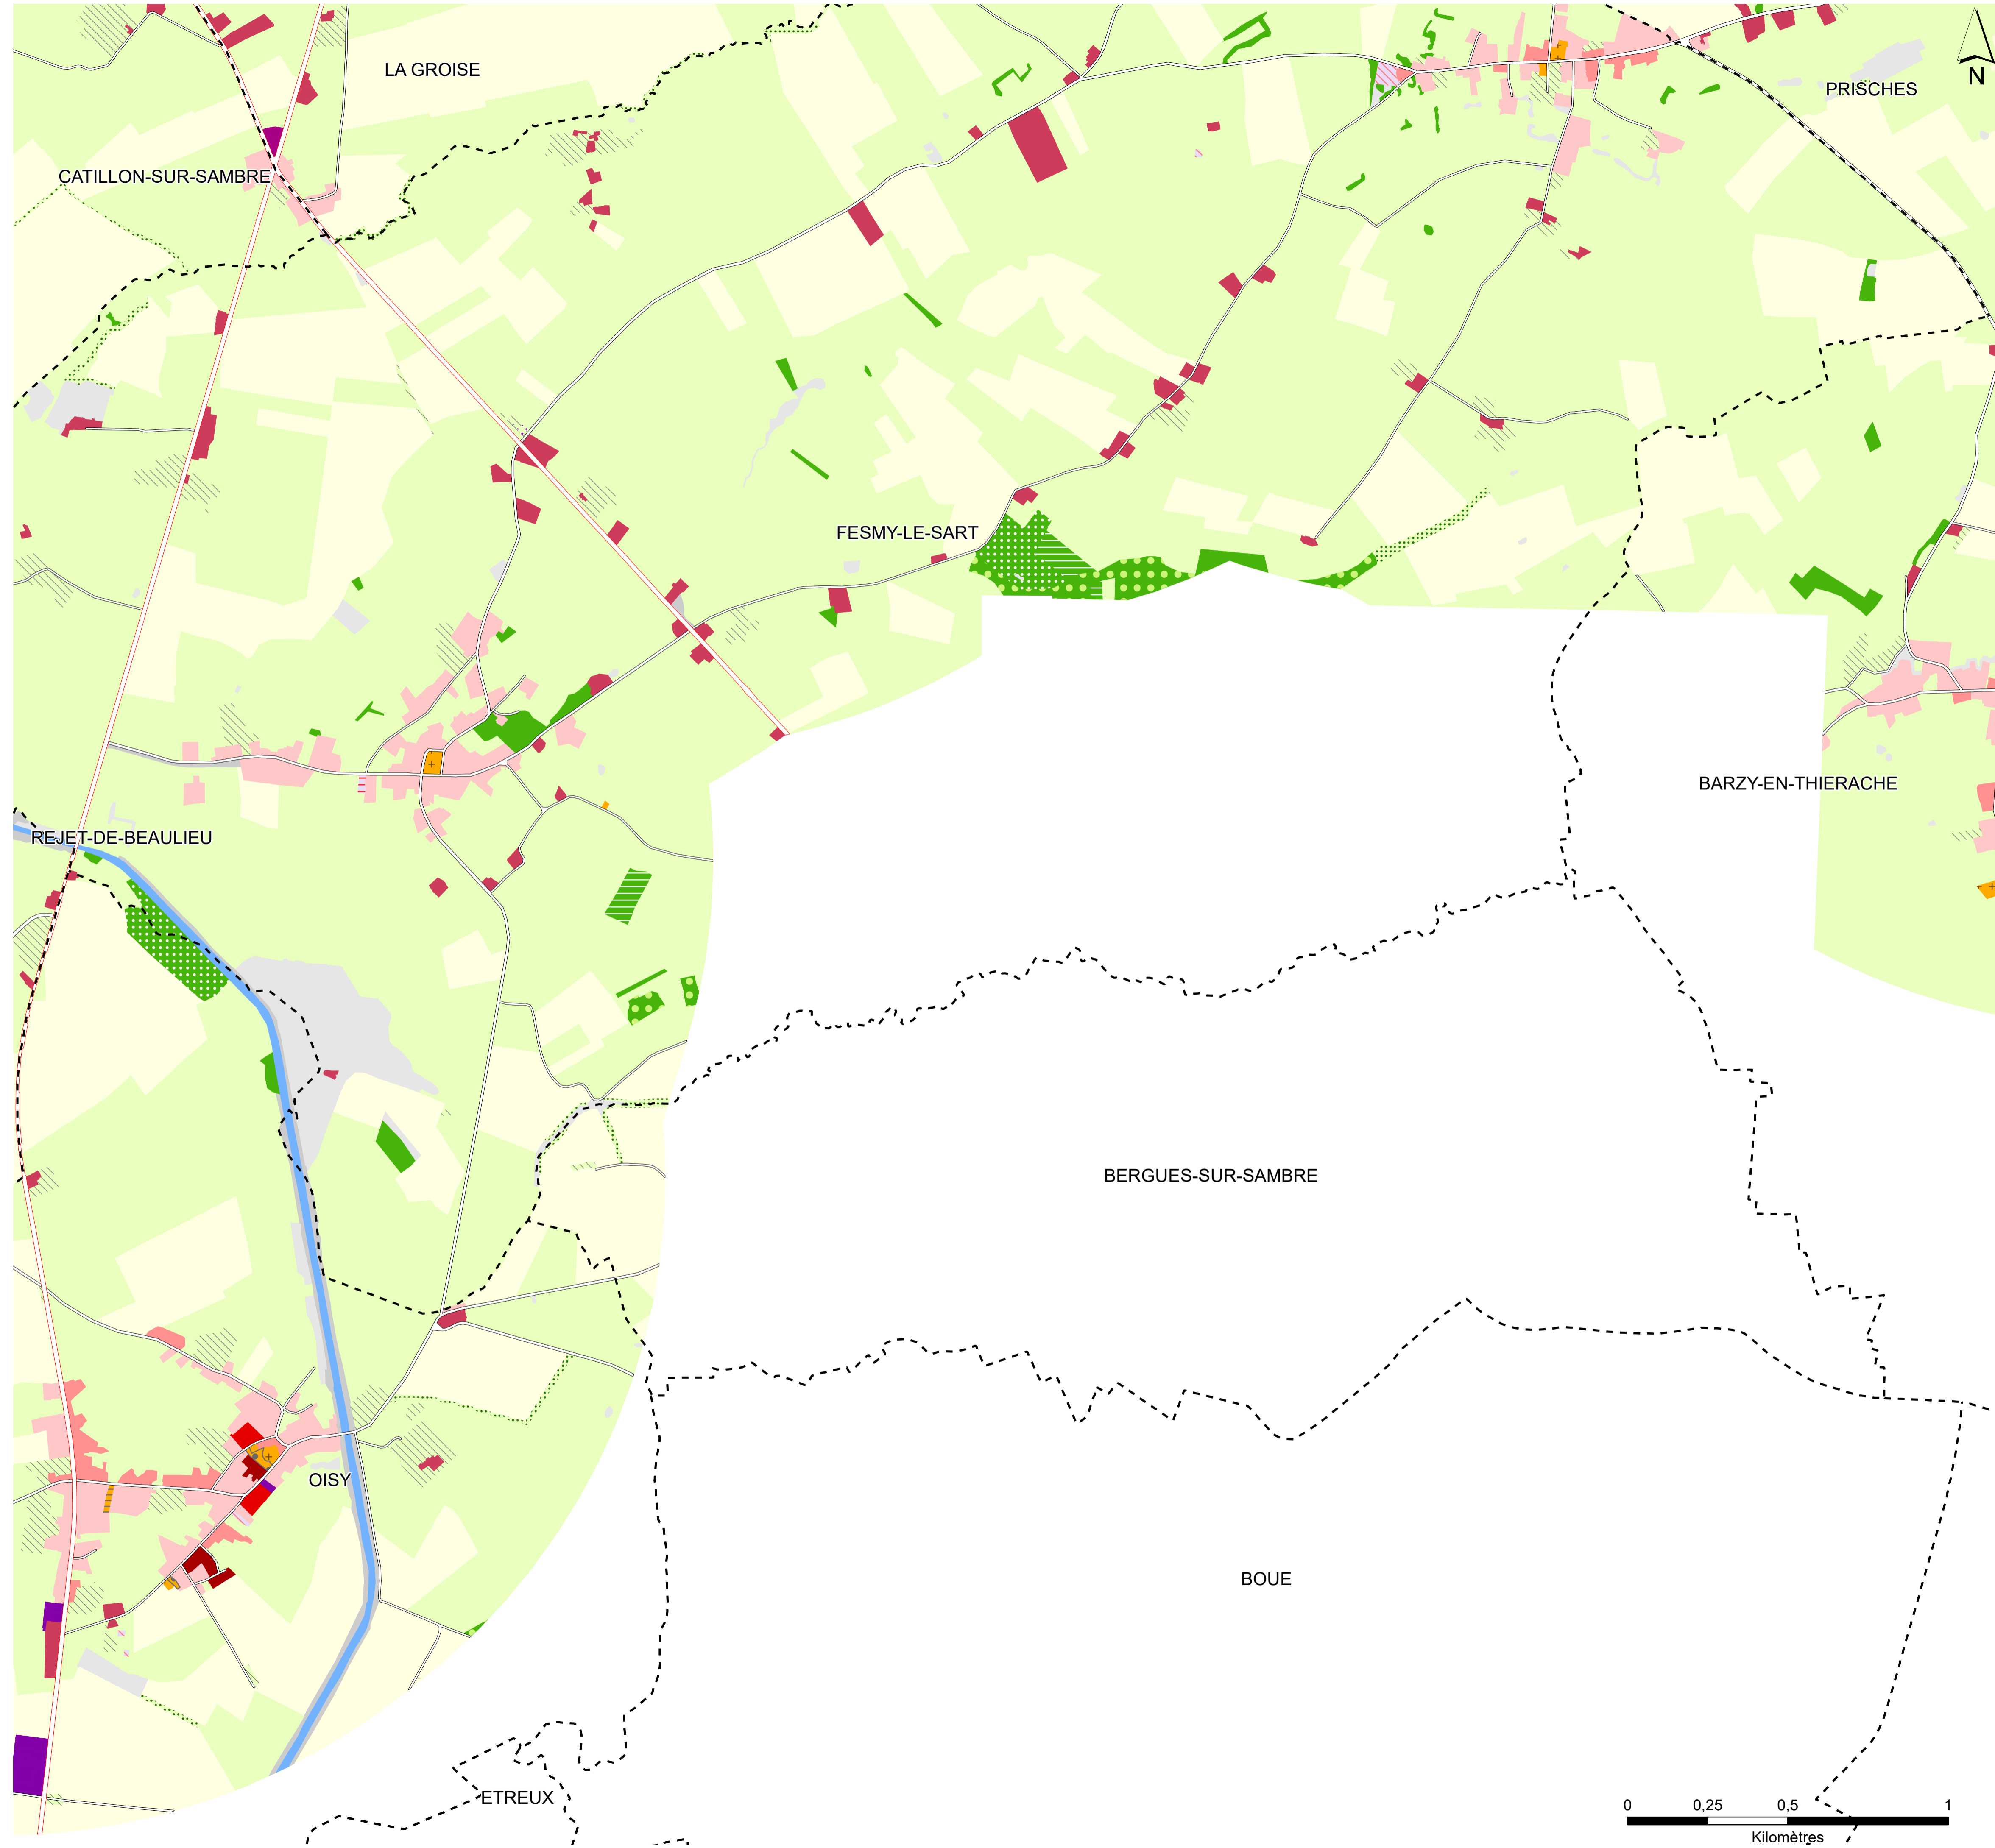 LA GROISE
N
PRISCHES
CATILLON-SUR-SAMBRE
FESMY-LE-SART
BARZY-EN-THIERACHE
REJET-DE-BEAULIEU
BERGUES-SUR-SAMBRE
OISY
BOUE
ETREUX
0 0,25 0,5 1
Kilomètres